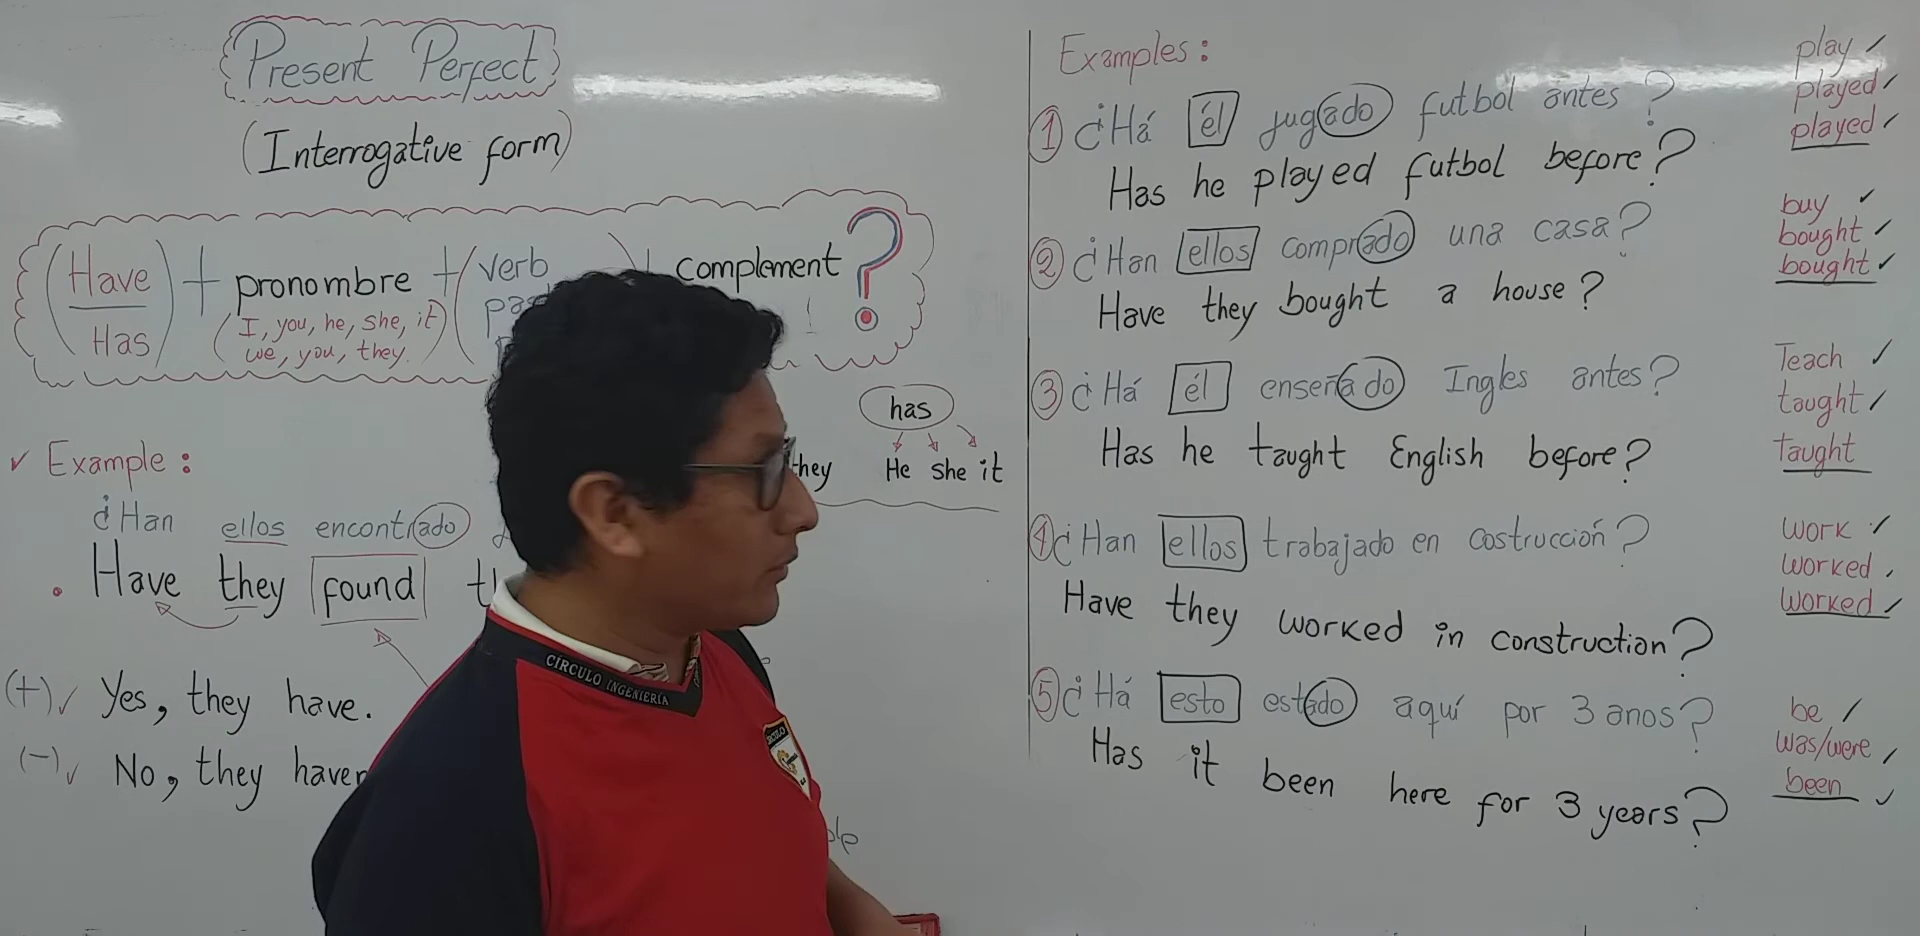 Present Perfect
(Interrogative form)
(Have + pronombre + (verb ) + complement ?
Has) (I, you, he, she, it)
we, you, they.
has
they He she it
✓ Example:
¿Han ellos encontrado
• Have they found
(+)✓ Yes, they have.
(-)✓ No, they
CÍRCULO INGENIERÍA
Examples:
① ¿Há él jugado futbol antes?
Has he played futbol before?
② ¿Han ellos comprado una casa?
Have they bought a house?
③ ¿Há él enseñado Ingles antes?
Has he taught English before?
④ ¿Han ellos trabajado en costrucción?
Have they worked in construction?
⑤ ¿Há esto estado aquí por 3 anos?
Has it been here for 3 years?
play ✓
played ✓
played ✓
buy ✓
bought ✓
bought ✓
Teach ✓
taught ✓
taught
work ✓
worked
worked ✓
be ✓
was/were ✓
been ✓